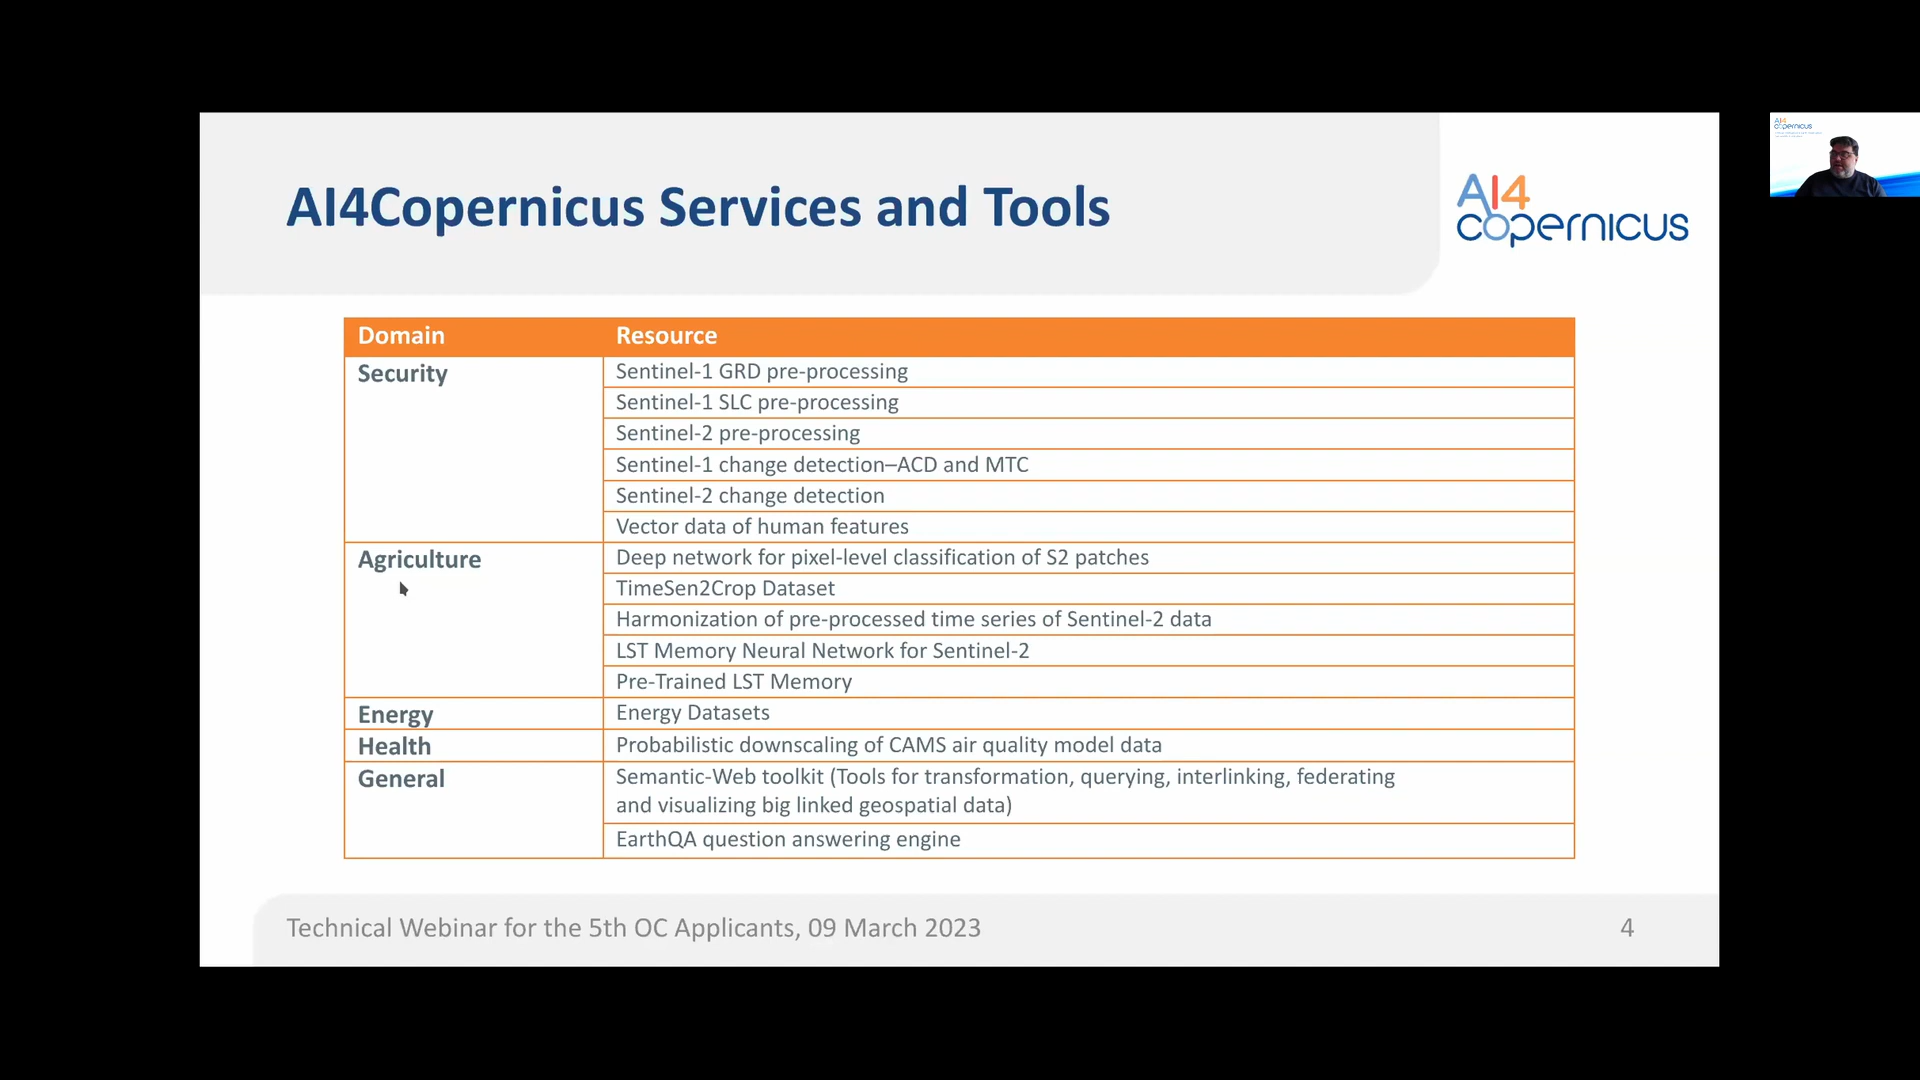 AI4Copernicus Services and Tools
AI4
copernicus
AI4
copernicus
Domain
Resource
Security
Sentinel-1 GRD pre-processing
Sentinel-1 SLC pre-processing
Sentinel-2 pre-processing
Sentinel-1 change detection–ACD and MTC
Sentinel-2 change detection
Vector data of human features
Agriculture
Deep network for pixel-level classification of S2 patches
TimeSen2Crop Dataset
Harmonization of pre-processed time series of Sentinel-2 data
LST Memory Neural Network for Sentinel-2
Pre-Trained LST Memory
Energy
Energy Datasets
Health
Probabilistic downscaling of CAMS air quality model data
General
Semantic-Web toolkit (Tools for transformation, querying, interlinking, federating
and visualizing big linked geospatial data)
EarthQA question answering engine
Technical Webinar for the 5th OC Applicants, 09 March 2023
4